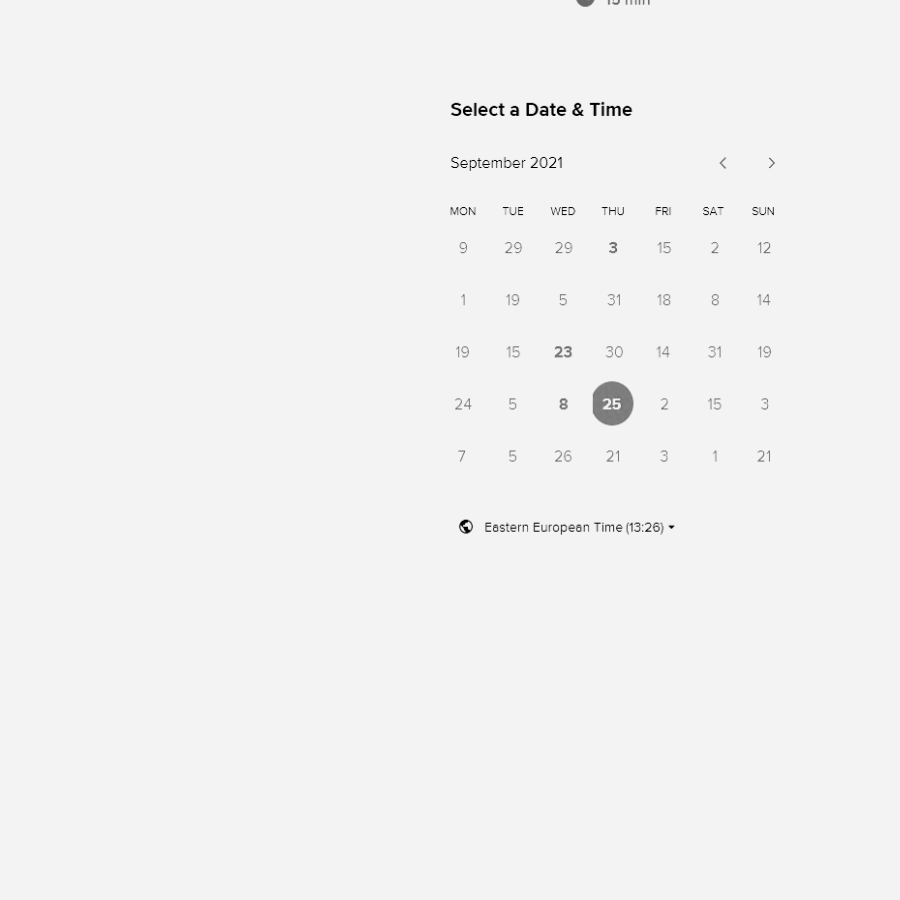 15 min
Select a Date & Time
September 2021
MON TUE WED THU FRI SAT SUN
9 29 29 3 15 2 12
1 19 5 31 18 8 14
19 15 23 30 14 31 19
24 5 8 25 2 15 3
7 5 26 21 3 1 21
Eastern European Time (13:26)